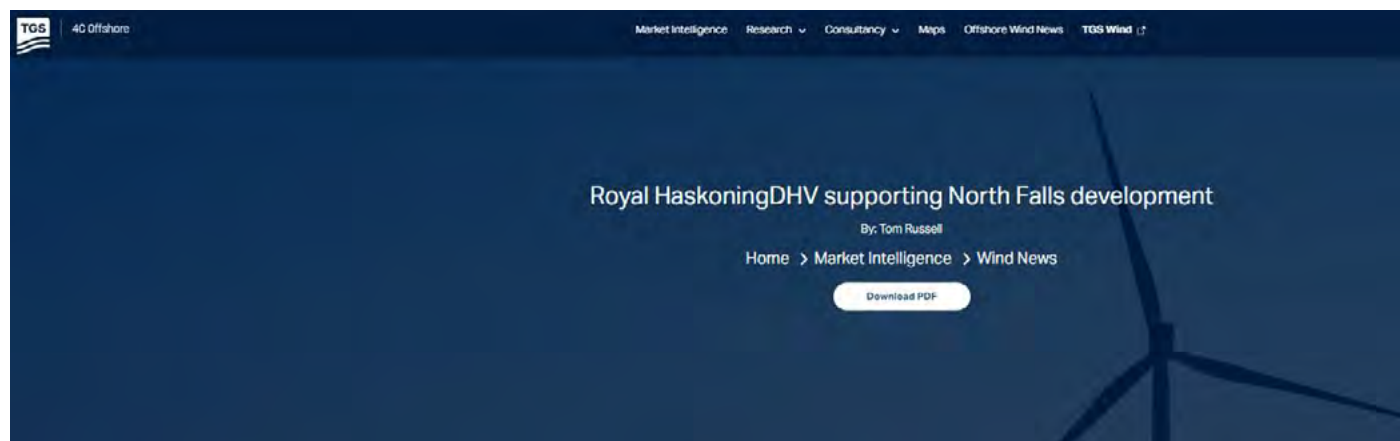 TGS
4C Offshore
Market Intelligence Research Consultancy Maps Offshore Wind News TGS Wind
Royal HaskoningDHV supporting North Falls development
By: Tom Russell
Home > Market Intelligence > Wind News
Download PDF